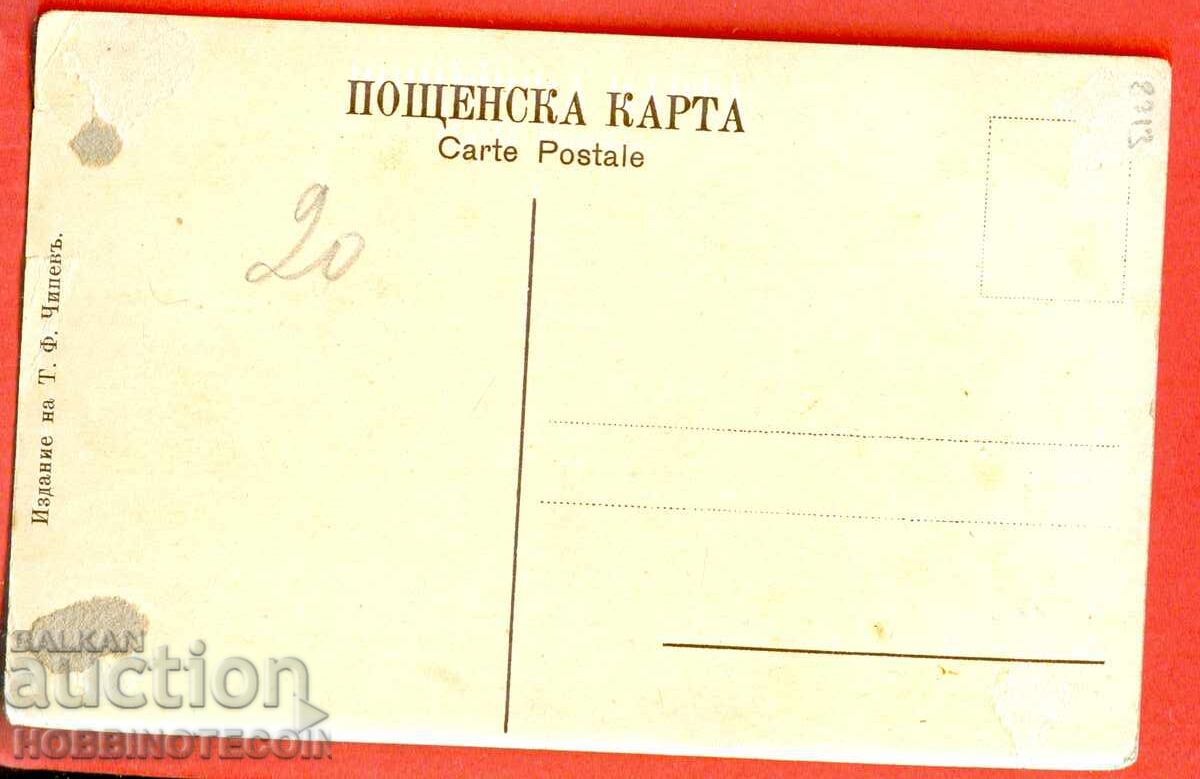 ПОЩЕНСКА КАРТА
Carte Postale
20
Издание на Т. Ф. Чипевъ.
BALKAN
auction
HOBBINOTECOIN